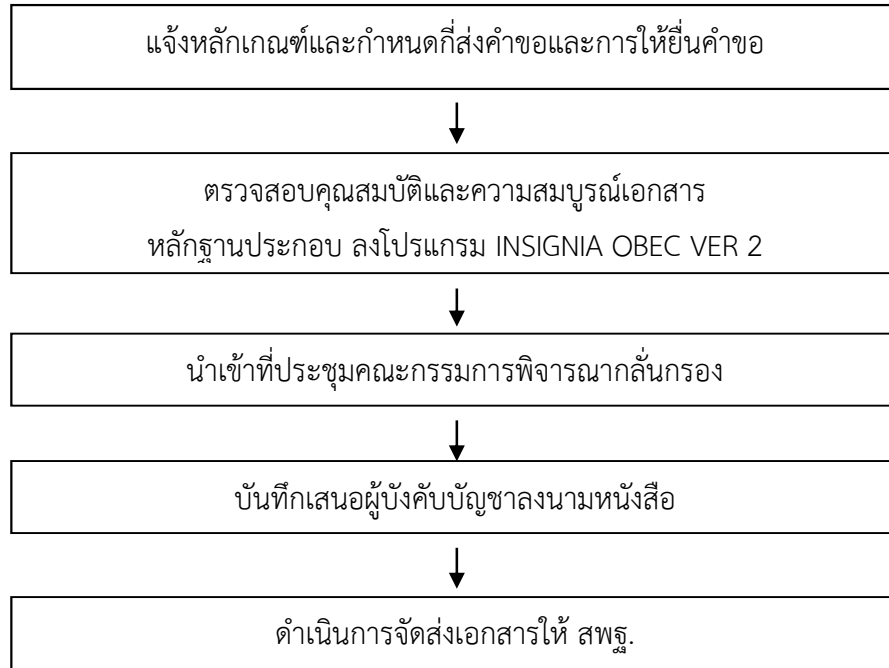 แจ้งหลักเกณฑ์และกำหนดกี่ส่งคำขอและการให้ยื่นคำขอ
ตรวจสอบคุณสมบัติและความสมบูรณ์เอกสาร
หลักฐานประกอบ ลงโปรแกรม INSIGNIA OBEC VER 2
นำเข้าที่ประชุมคณะกรรมการพิจารณากลั่นกรอง
บันทึกเสนอผู้บังคับบัญชาลงนามหนังสือ
ดำเนินการจัดส่งเอกสารให้ สพฐ.